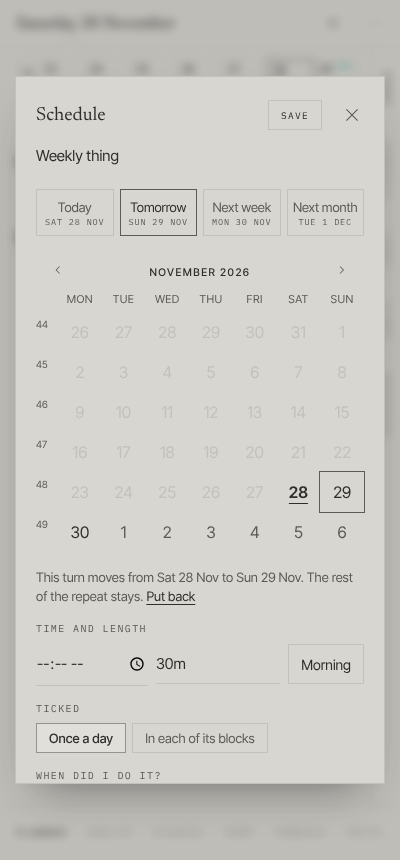 Schedule
SAVE
Weekly thing
Today
SAT 28 NOV
Tomorrow
SUN 29 NOV
Next week
MON 30 NOV
Next month
TUE 1 DEC
NOVEMBER 2026
MON TUE WED THU FRI SAT SUN
44 26 27 28 29 30 31 1
45 2 3 4 5 6 7 8
46 9 10 11 12 13 14 15
47 16 17 18 19 20 21 22
48 23 24 25 26 27 28 29
49 30 1 2 3 4 5 6
This turn moves from Sat 28 Nov to Sun 29 Nov. The rest
of the repeat stays. Put back
TIME AND LENGTH
--:-- -- 30m Morning
TICKED
Once a day In each of its blocks
WHEN DID I DO IT?